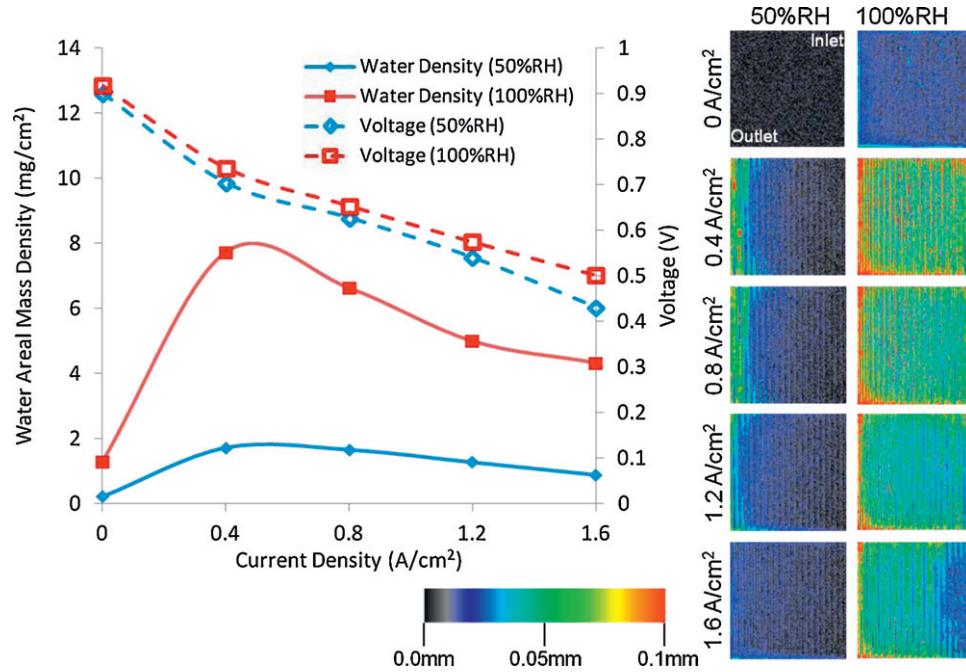 50%RH 100%RH
14
12
10
8
6
4
2
0
Water Areal Mass Density (mg/cm²)
1
0.9
0.8
0.7
0.6
0.5
0.4
0.3
0.2
0.1
0
Voltage (V)
Water Density (50%RH)
Water Density (100%RH)
Voltage (50%RH)
Voltage (100%RH)
0 0.4 0.8 1.2 1.6
Current Density (A/cm²)
0 A/cm²
Inlet
Outlet
0.4 A/cm²
0.8 A/cm²
1.2 A/cm²
1.6 A/cm²
0.0mm 0.05mm 0.1mm